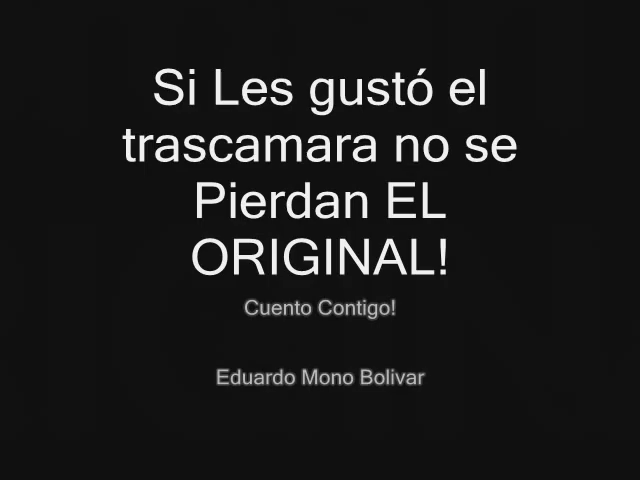 Si Les gustó el
trascamara no se
Pierdan EL
ORIGINAL!
Cuento Contigo!
Eduardo Mono Bolivar